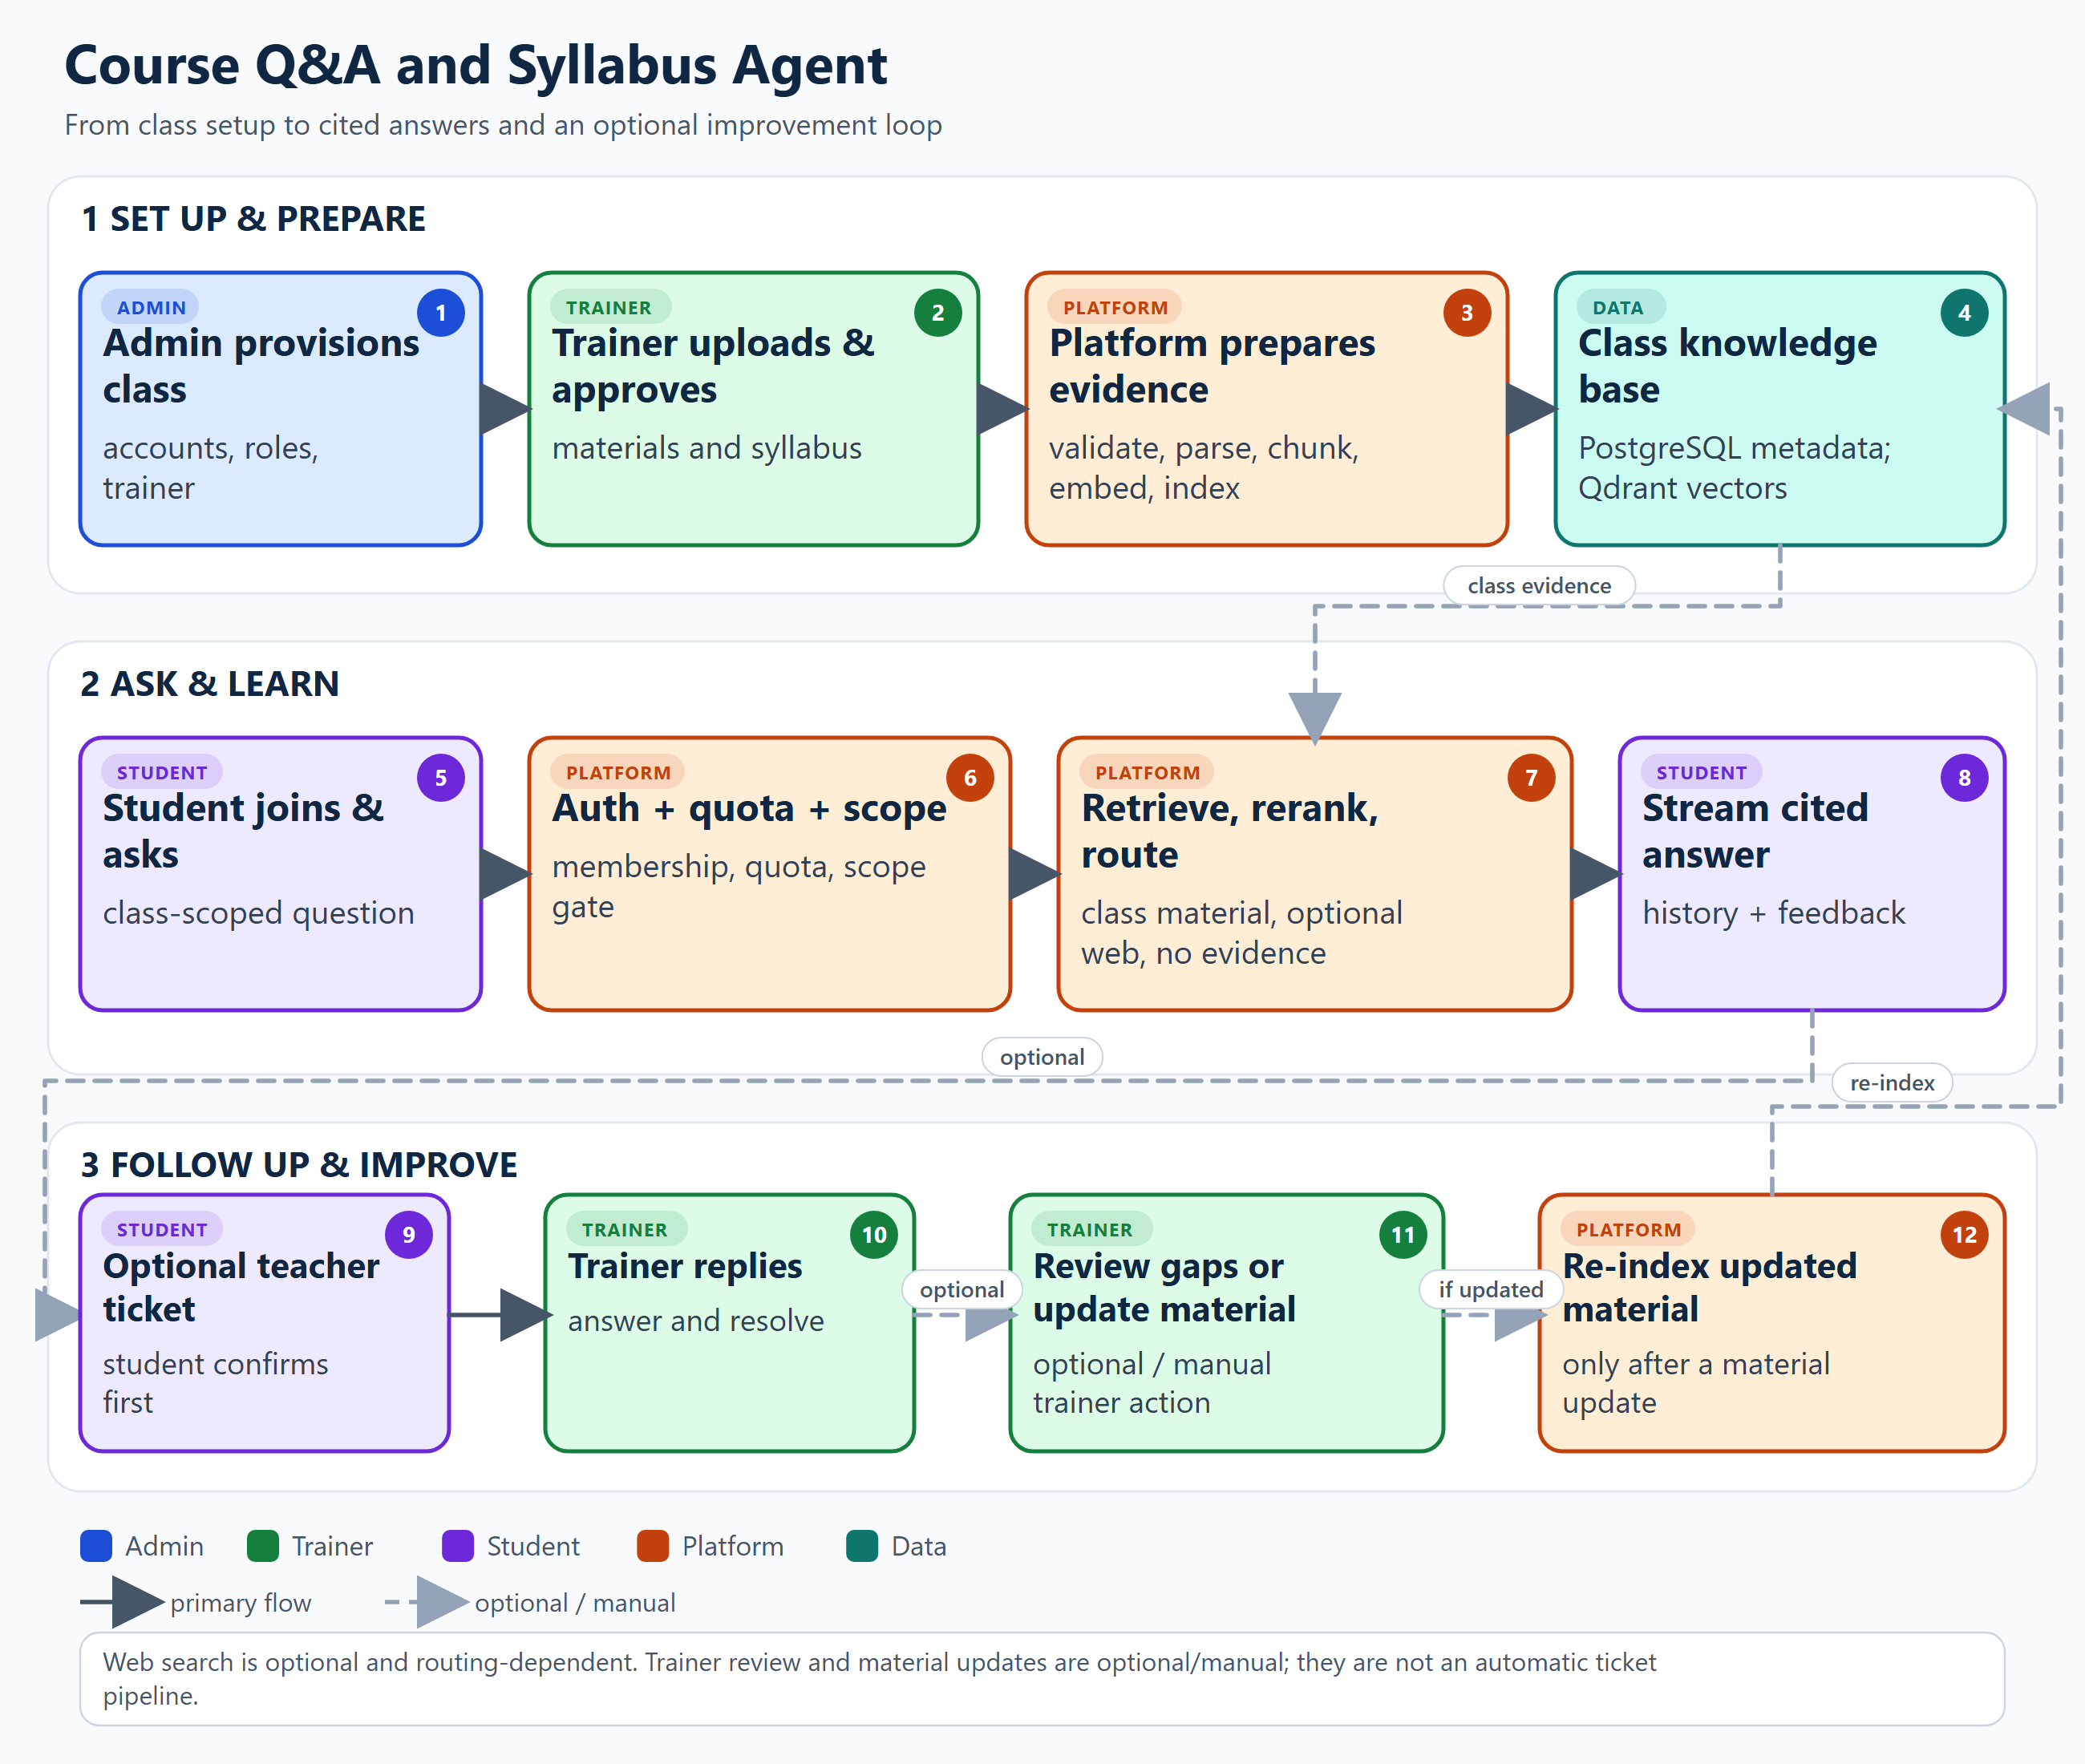 Course Q&A and Syllabus Agent
From class setup to cited answers and an optional improvement loop
1 SET UP & PREPARE
ADMIN
1
Admin provisions
class
accounts, roles,
trainer
TRAINER
2
Trainer uploads &
approves
materials and syllabus
PLATFORM
3
Platform prepares
evidence
validate, parse, chunk,
embed, index
DATA
4
Class knowledge
base
PostgreSQL metadata;
Qdrant vectors
class evidence
2 ASK & LEARN
STUDENT
5
Student joins &
asks
class-scoped question
PLATFORM
6
Auth + quota + scope
membership, quota, scope
gate
PLATFORM
7
Retrieve, rerank,
route
class material, optional
web, no evidence
STUDENT
8
Stream cited
answer
history + feedback
optional
re-index
3 FOLLOW UP & IMPROVE
STUDENT
9
Optional teacher
ticket
student confirms
first
TRAINER
10
Trainer replies
answer and resolve
optional
TRAINER
11
Review gaps or
update material
optional / manual
trainer action
if updated
PLATFORM
12
Re-index updated
material
only after a material
update
Admin
Trainer
Student
Platform
Data
primary flow
optional / manual
Web search is optional and routing-dependent. Trainer review and material updates are optional/manual; they are not an automatic ticket
pipeline.